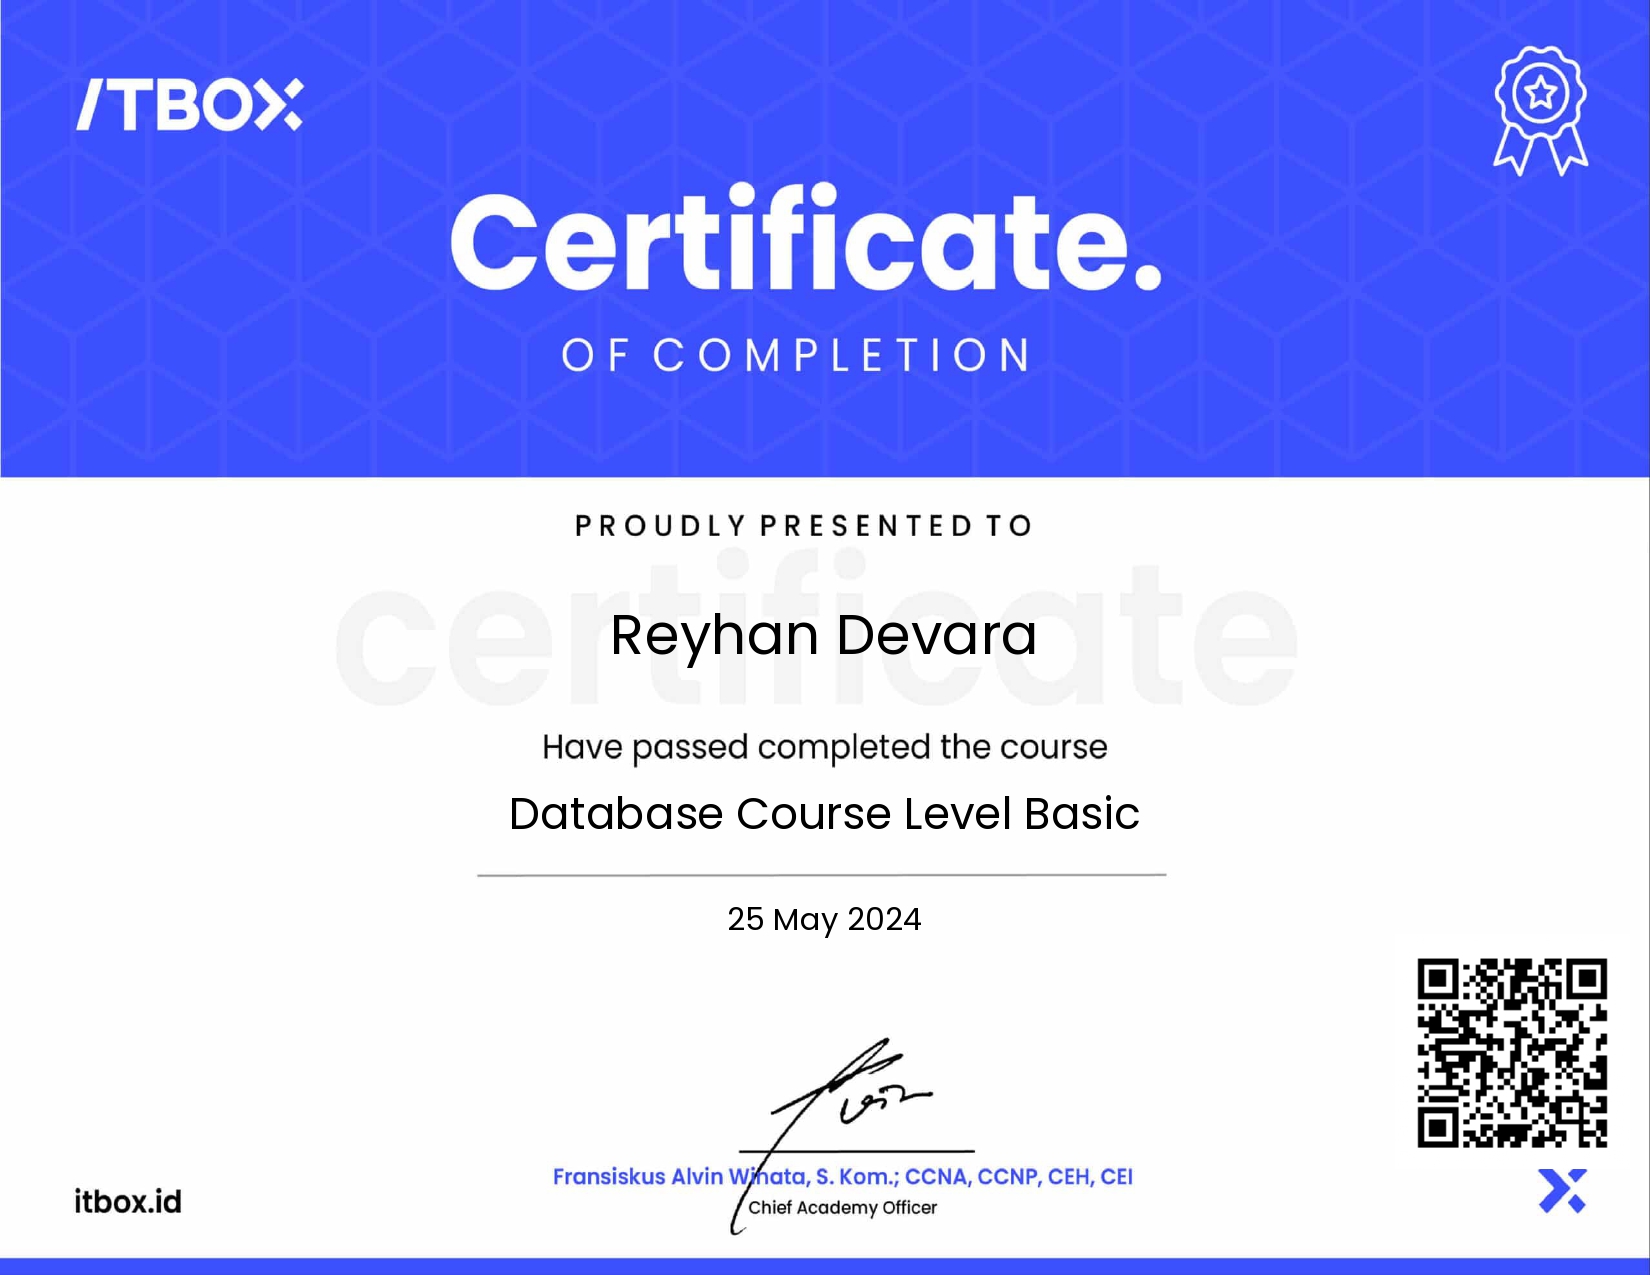 ITBOX
Certificate.
OF COMPLETION
PROUDLY PRESENTED TO
certificate
Reyhan Devara
Have passed completed the course
Database Course Level Basic
25 May 2024
Fransiskus Alvin Winata, S. Kom.; CCNA, CCNP, CEH, CEI
Chief Academy Officer
itbox.id